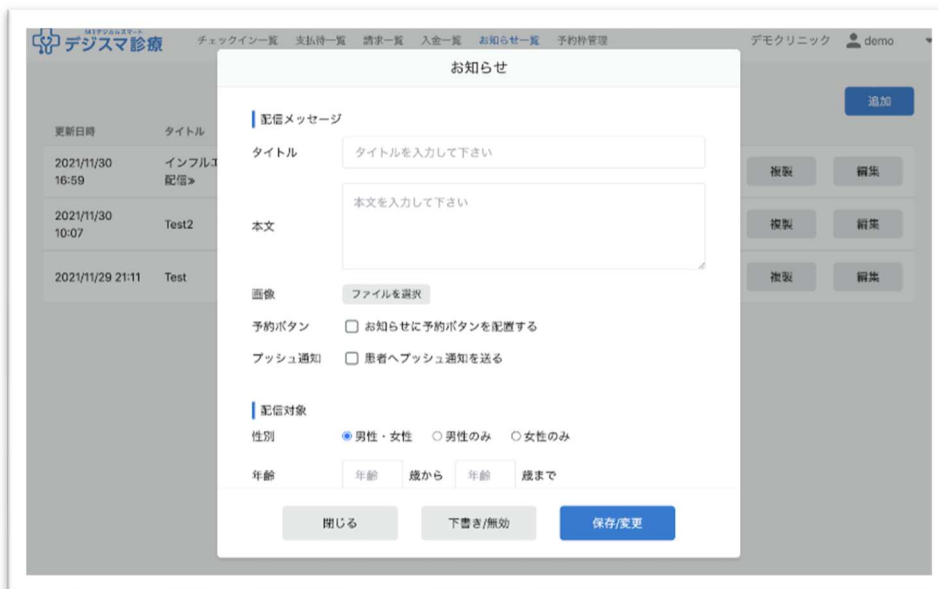 デジスマ診療 チェックイン一覧 支払待一覧 請求一覧 入金一覧 お知らせ一覧 予約枠管理 デモクリニック demo
お知らせ
追加
配信メッセージ
更新日時 タイトル
タイトル タイトルを入力して下さい
2021/11/30
16:59
インフルエ
配信»
複製 編集
本文 本文を入力して下さい
2021/11/30
10:07
Test2
複製 編集
2021/11/29 21:11 Test
複製 編集
画像 ファイルを選択
予約ボタン お知らせに予約ボタンを配置する
プッシュ通知 患者へプッシュ通知を送る
配信対象
性別 男性・女性 男性のみ 女性のみ
年齢 年齢 歳から 年齢 歳まで
閉じる 下書き/無効 保存/変更